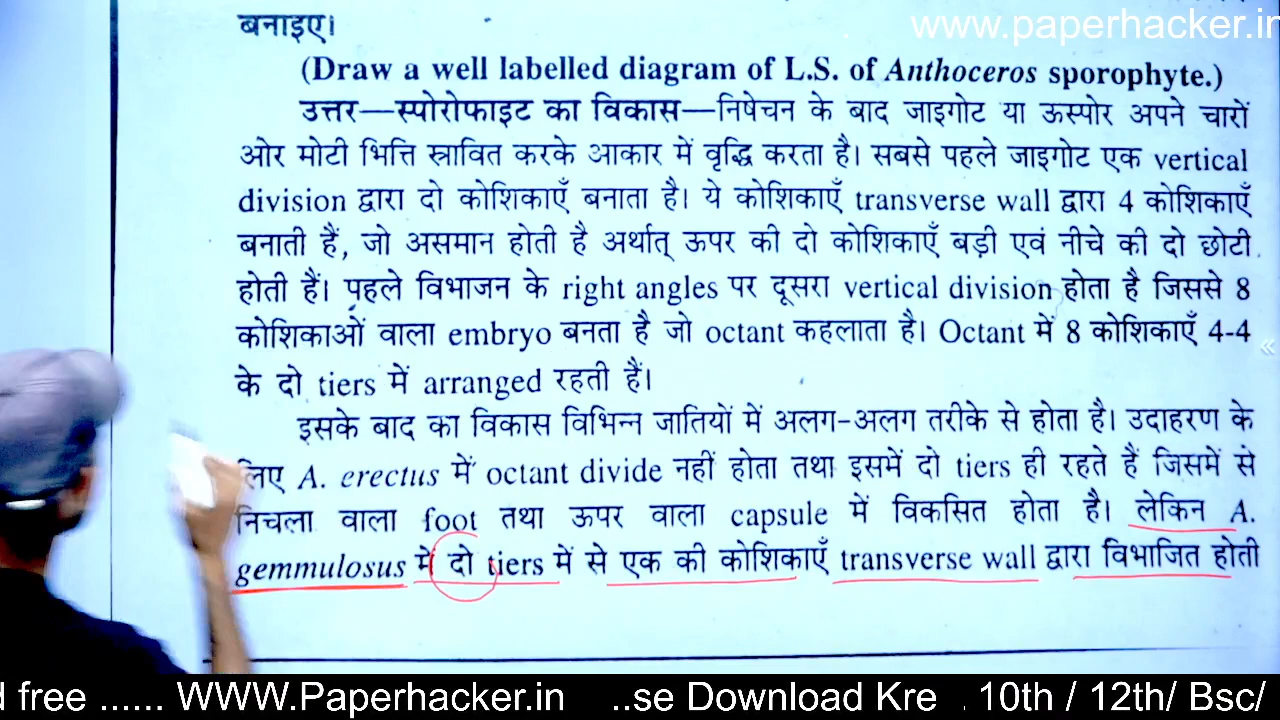 www.paperhacker.in
बनाइए।
(Draw a well labelled diagram of L.S. of Anthoceros sporophyte.)
उत्तर—स्पोरोफाइट का विकास—निषेचन के बाद जाइगोट या ऊस्पोर अपने चारों
ओर मोटी भित्ति स्त्रावित करके आकार में वृद्धि करता है। सबसे पहले जाइगोट एक vertical
division द्वारा दो कोशिकाएँ बनाता है। ये कोशिकाएँ transverse wall द्वारा 4 कोशिकाएँ
बनाती हैं, जो असमान होती है अर्थात् ऊपर की दो कोशिकाएँ बड़ी एवं नीचे की दो छोटी
होती हैं। पहले विभाजन के right angles पर दूसरा vertical division होता है जिससे 8
कोशिकाओं वाला embryo बनता है जो octant कहलाता है। Octant में 8 कोशिकाएँ 4-4
के दो tiers में arranged रहती हैं।
इसके बाद का विकास विभिन्न जातियों में अलग-अलग तरीके से होता है। उदाहरण के
लिए A. erectus में octant divide नहीं होता तथा इसमें दो tiers ही रहते हैं जिसमें से
निचला वाला foot तथा ऊपर वाला capsule में विकसित होता है। लेकिन A.
gemmulosus में दो tiers में से एक की कोशिकाएँ transverse wall द्वारा विभाजित होती
d free ...... WWW.Paperhacker.in ..se Download Kre . 10th / 12th/ Bsc/